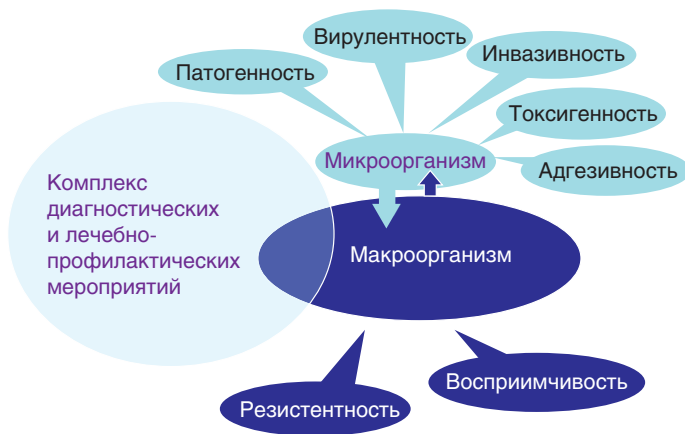 Вирулентность
Инвазивность
Патогенность
Токсигенность
Микроорганизм
Адгезивность
Комплекс
диагностических
и лечебно-
профилактических
мероприятий
Макроорганизм
Восприимчивость
Резистентность